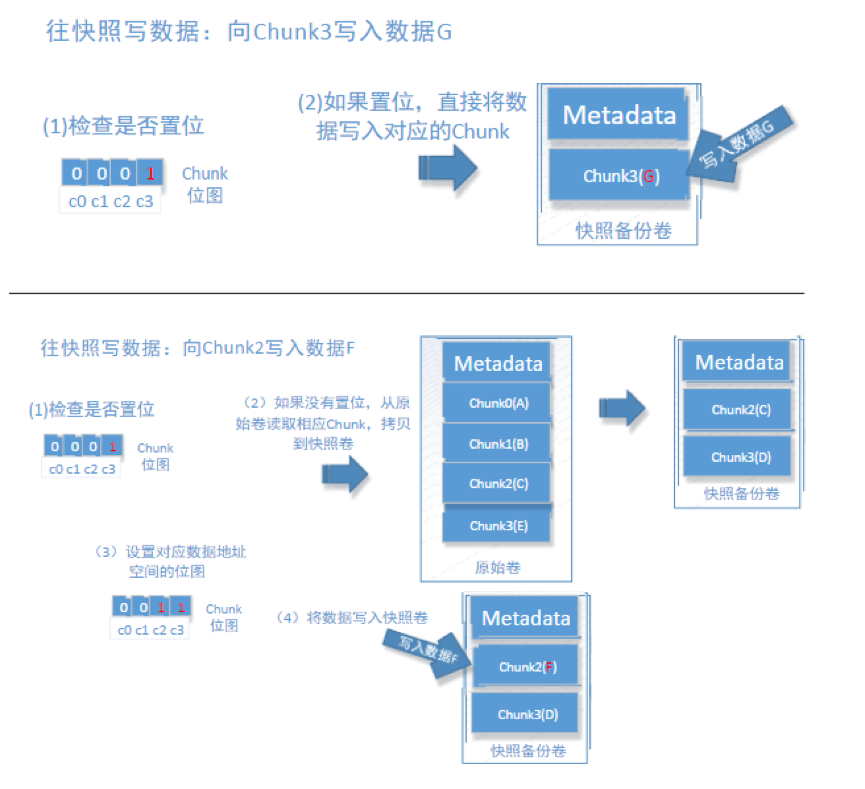 往快照写数据：向Chunk3写入数据G
(1)检查是否置位
0 0 0 1
c0 c1 c2 c3
Chunk
位图
(2)如果置位，直接将数
据写入对应的Chunk
Metadata
Chunk3(G)
快照备份卷
写入数据G
往快照写数据：向Chunk2写入数据F
(1)检查是否置位
0 0 0 1
c0 c1 c2 c3
Chunk
位图
（2）如果没有置位，从原
始卷读取相应Chunk，拷贝
到快照卷
Metadata
Chunk0(A)
Chunk1(B)
Chunk2(C)
Chunk3(E)
原始卷
Metadata
Chunk2(C)
Chunk3(D)
快照备份卷
（3）设置对应数据地址
空间的位图
0 0 1 1
c0 c1 c2 c3
Chunk
位图
（4）将数据写入快照卷
写入数据F
Metadata
Chunk2(F)
Chunk3(D)
快照备份卷